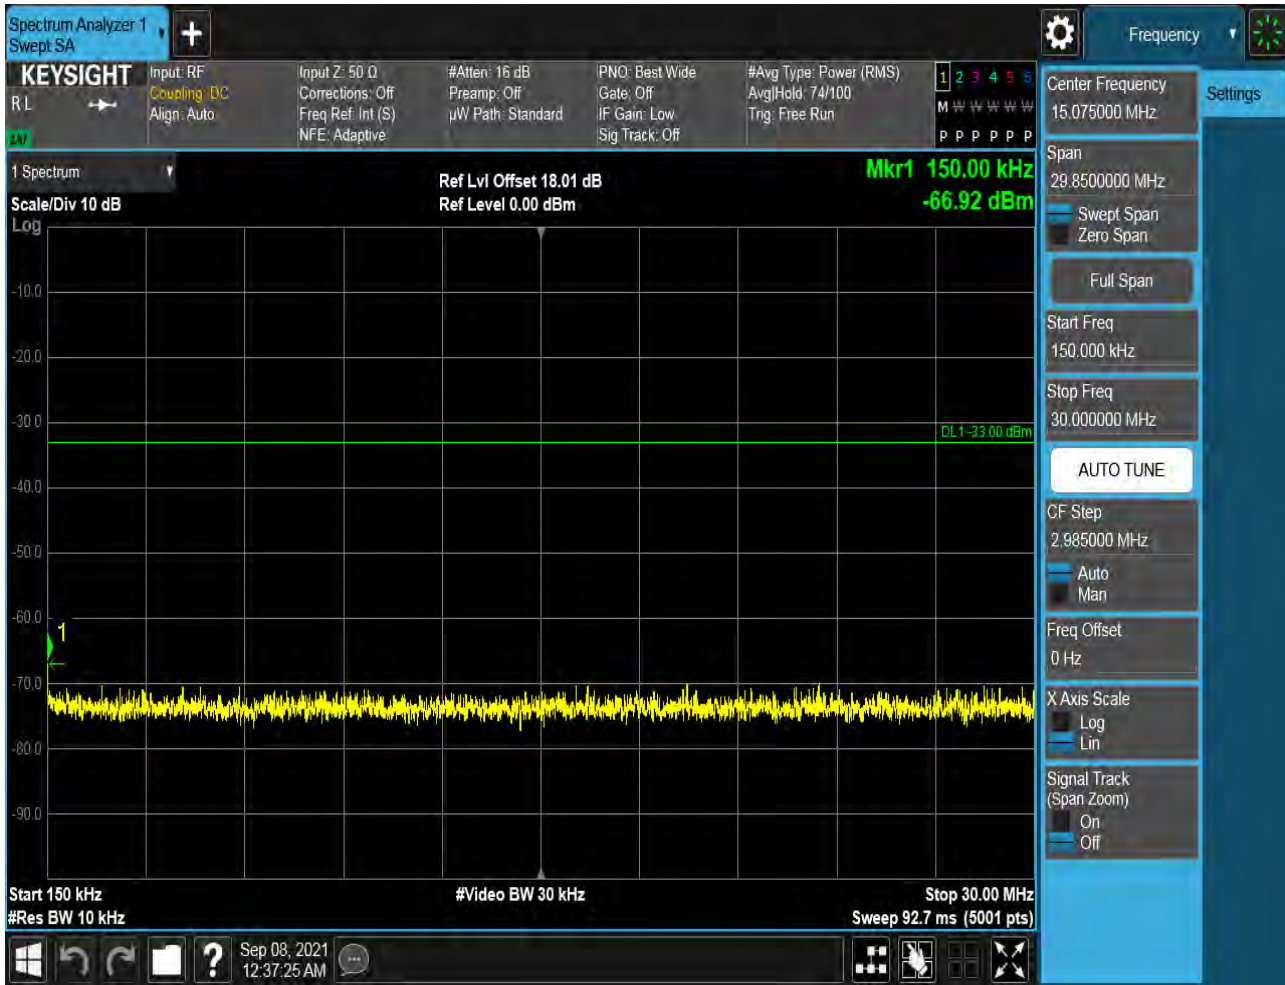 Spectrum Analyzer 1
Swept SA
Frequency
KEYSIGHT
R L
LNI
Input: RF
Coupling: DC
Align: Auto
Input Z: 50 Ω
Corrections: Off
Freq Ref: Int (S)
NFE: Adaptive
#Atten: 16 dB
Preamp: Off
µW Path: Standard
PNO: Best Wide
Gate: Off
IF Gain: Low
Sig Track: Off
#Avg Type: Power (RMS)
Avg|Hold: 74/100
Trig: Free Run
1 2 3 4 5 6
M W W W W W
P P P P P P
1 Spectrum
Scale/Div 10 dB
Log
Ref Lvl Offset 18.01 dB
Ref Level 0.00 dBm
Mkr1 150.00 kHz
-66.92 dBm
-10.0
-20.0
-30.0
DL1 -33.00 dBm
-40.0
-50.0
-60.0
1
-70.0
-80.0
-90.0
Start 150 kHz
#Video BW 30 kHz
Stop 30.00 MHz
#Res BW 10 kHz
Sweep 92.7 ms (5001 pts)
?
Sep 08, 2021
12:37:25 AM
Center Frequency
15.075000 MHz
Settings
Span
29.8500000 MHz
Swept Span
Zero Span
Full Span
Start Freq
150.000 kHz
Stop Freq
30.000000 MHz
AUTO TUNE
CF Step
2.985000 MHz
Auto
Man
Freq Offset
0 Hz
X Axis Scale
Log
Lin
Signal Track
(Span Zoom)
On
Off